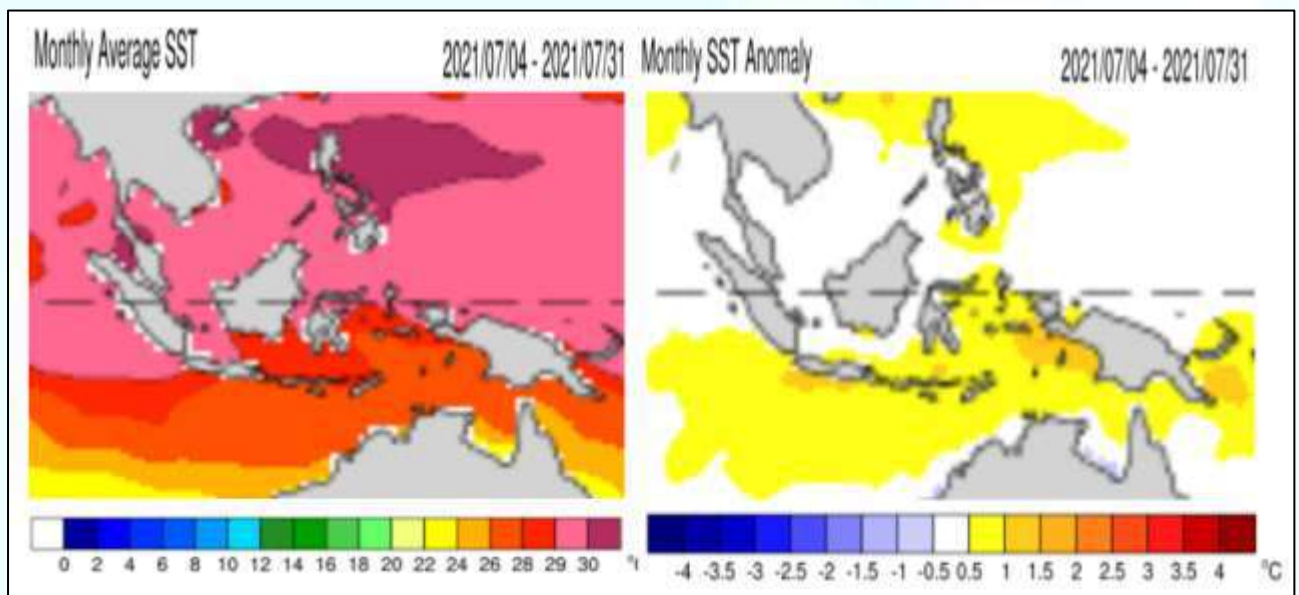 Monthly Average SST 2021/07/04 - 2021/07/31
Monthly SST Anomaly 2021/07/04 - 2021/07/31
0 2 4 6 8 10 12 14 16 18 20 22 24 26 28 29 30 °
-4 -3.5 -3 -2.5 -2 -1.5 -1 -0.5 0.5 1 1.5 2 2.5 3 3.5 4 °C